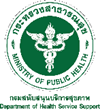 กระทรวงสาธารณสุข
MINISTRY OF PUBLIC HEALTH
กรมสนับสนุนบริการสุขภาพ
Department of Health Service Support